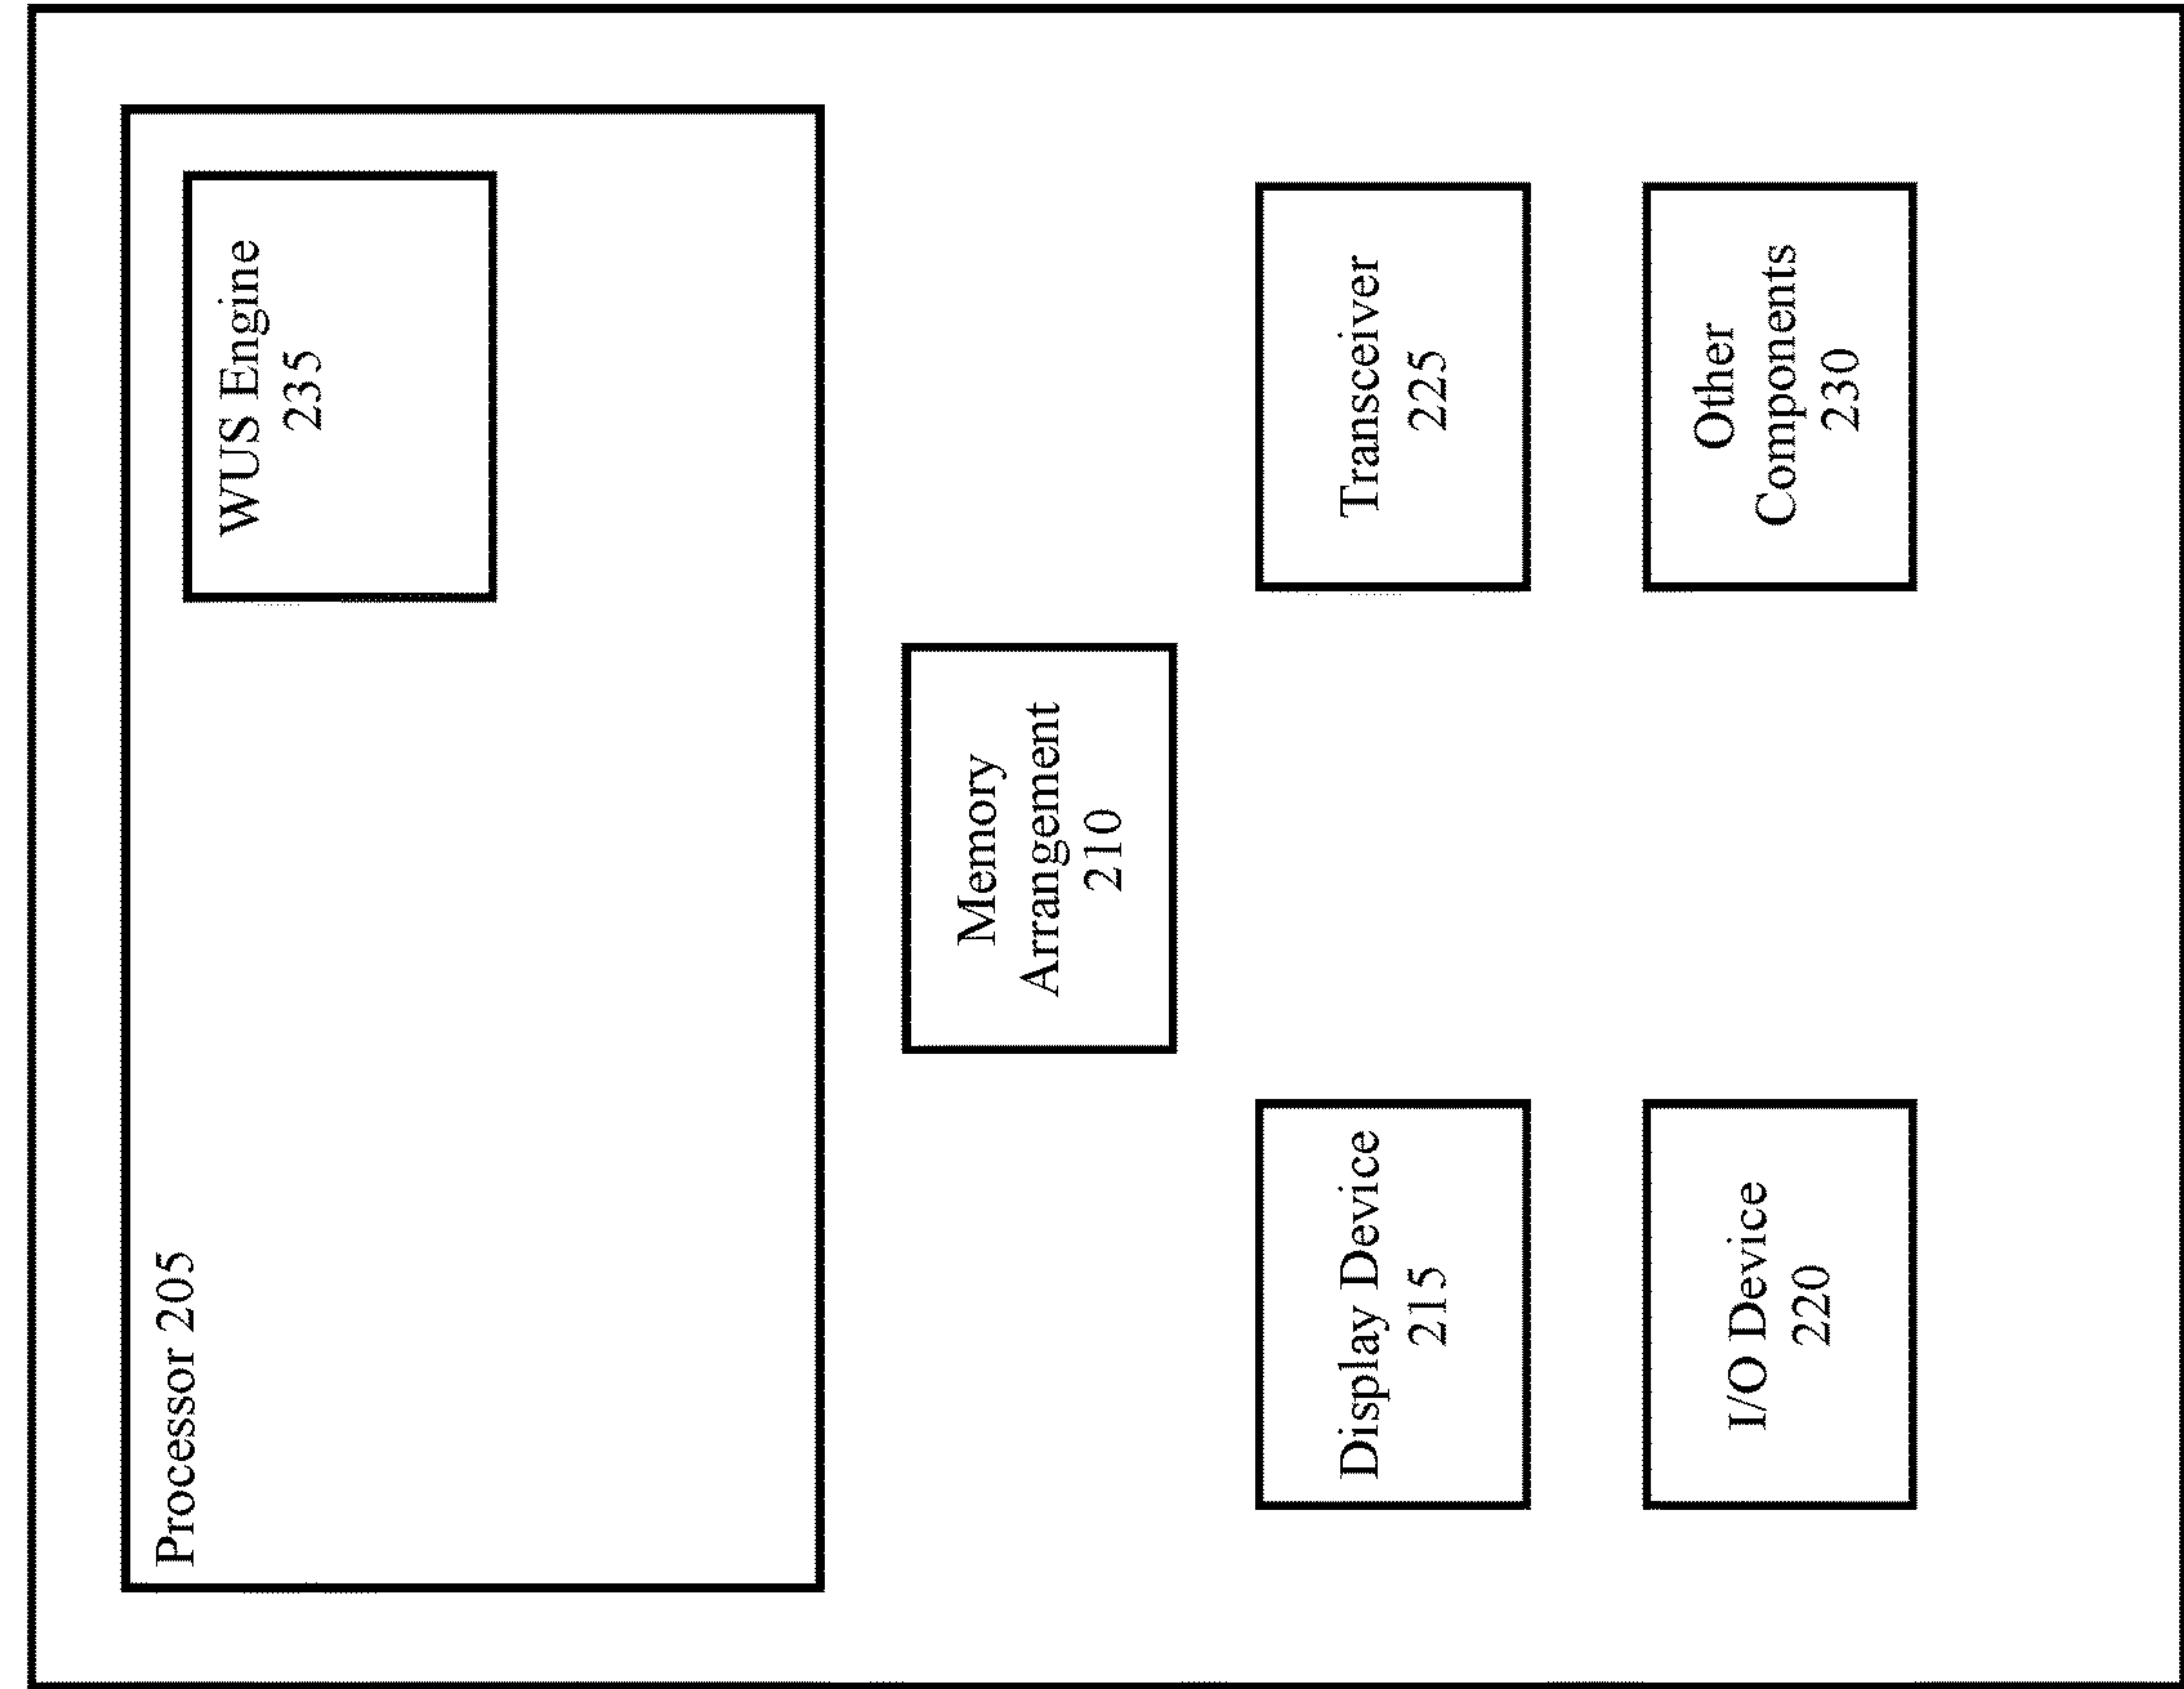 Processor 205
WUS Engine
235
Memory
Arrangement
210
Display Device
215
Transceiver
225
I/O Device
220
Other
Components
230